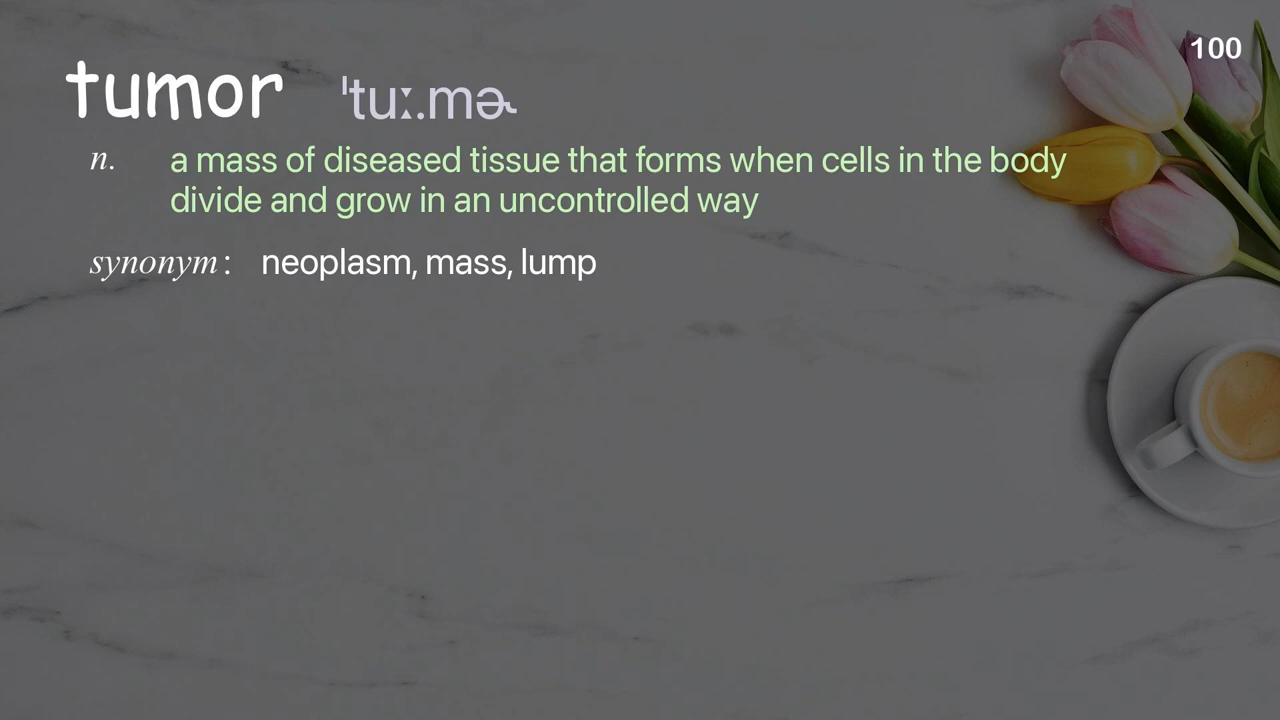 100
tumor ˈtuː.mɚ
n. a mass of diseased tissue that forms when cells in the body
divide and grow in an uncontrolled way
synonym : neoplasm, mass, lump